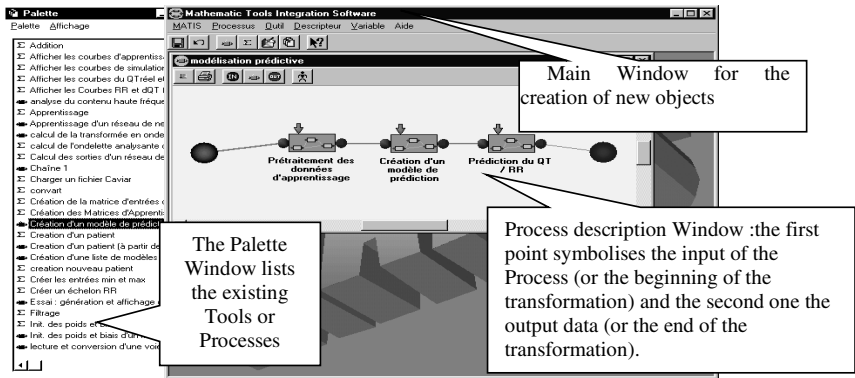 Palette
Palette Affichage
Σ Addition
Σ Afficher les courbes d'apprentiss
Σ Afficher les courbes de simulation
Σ Afficher les courbes du QTréel et
Σ Afficher les Courbes RR et dQT
analyse du contenu haute fréque
Σ Apprentissage
Apprentissage d'un réseau de ne
calcul de la transformée en onde
Σ calcul de l'ondelette analysante
Σ Calcul des sorties d'un réseau de
Chaîne 1
Σ Charger un fichier Caviar
Σ convart
Σ Création de la matrice d'entrées
Σ Création des Matrices d'Apprenti
Création d'un modèle de prédict
Σ Creation d'un patient
Creation d'un patient (à partir de
Création d'une liste de modèles
Σ creation nouveau patient
Σ Créer les entrées min et max
Σ Créer un échelon RR
Essai : génération et affichage
Σ Filtrage
Init. des poids et
Init. des poids et biais d'un
lecture et conversion d'une voie
Mathematic Tools Integration Software
MATIS Processus Outil Descripteur Variable Aide
modélisation prédictive
IN OUT
Prétraitement des
données
d'apprentissage
Création d'un
modèle de
prédiction
Prédiction du QT
/ RR
Main Window for the
creation of new objects
The Palette
Window lists
the existing
Tools or
Processes
Process description Window :the first
point symbolises the input of the
Process (or the beginning of the
transformation) and the second one the
output data (or the end of the
transformation).